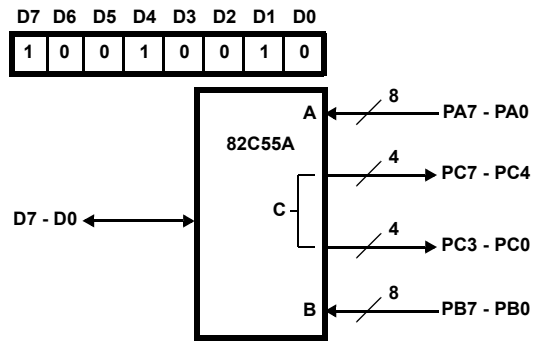 D7 D6 D5 D4 D3 D2 D1 D0
1 0 0 1 0 0 1 0
8
A
PA7 - PA0
82C55A
4
PC7 - PC4
C
D7 - D0
4
PC3 - PC0
8
B
PB7 - PB0